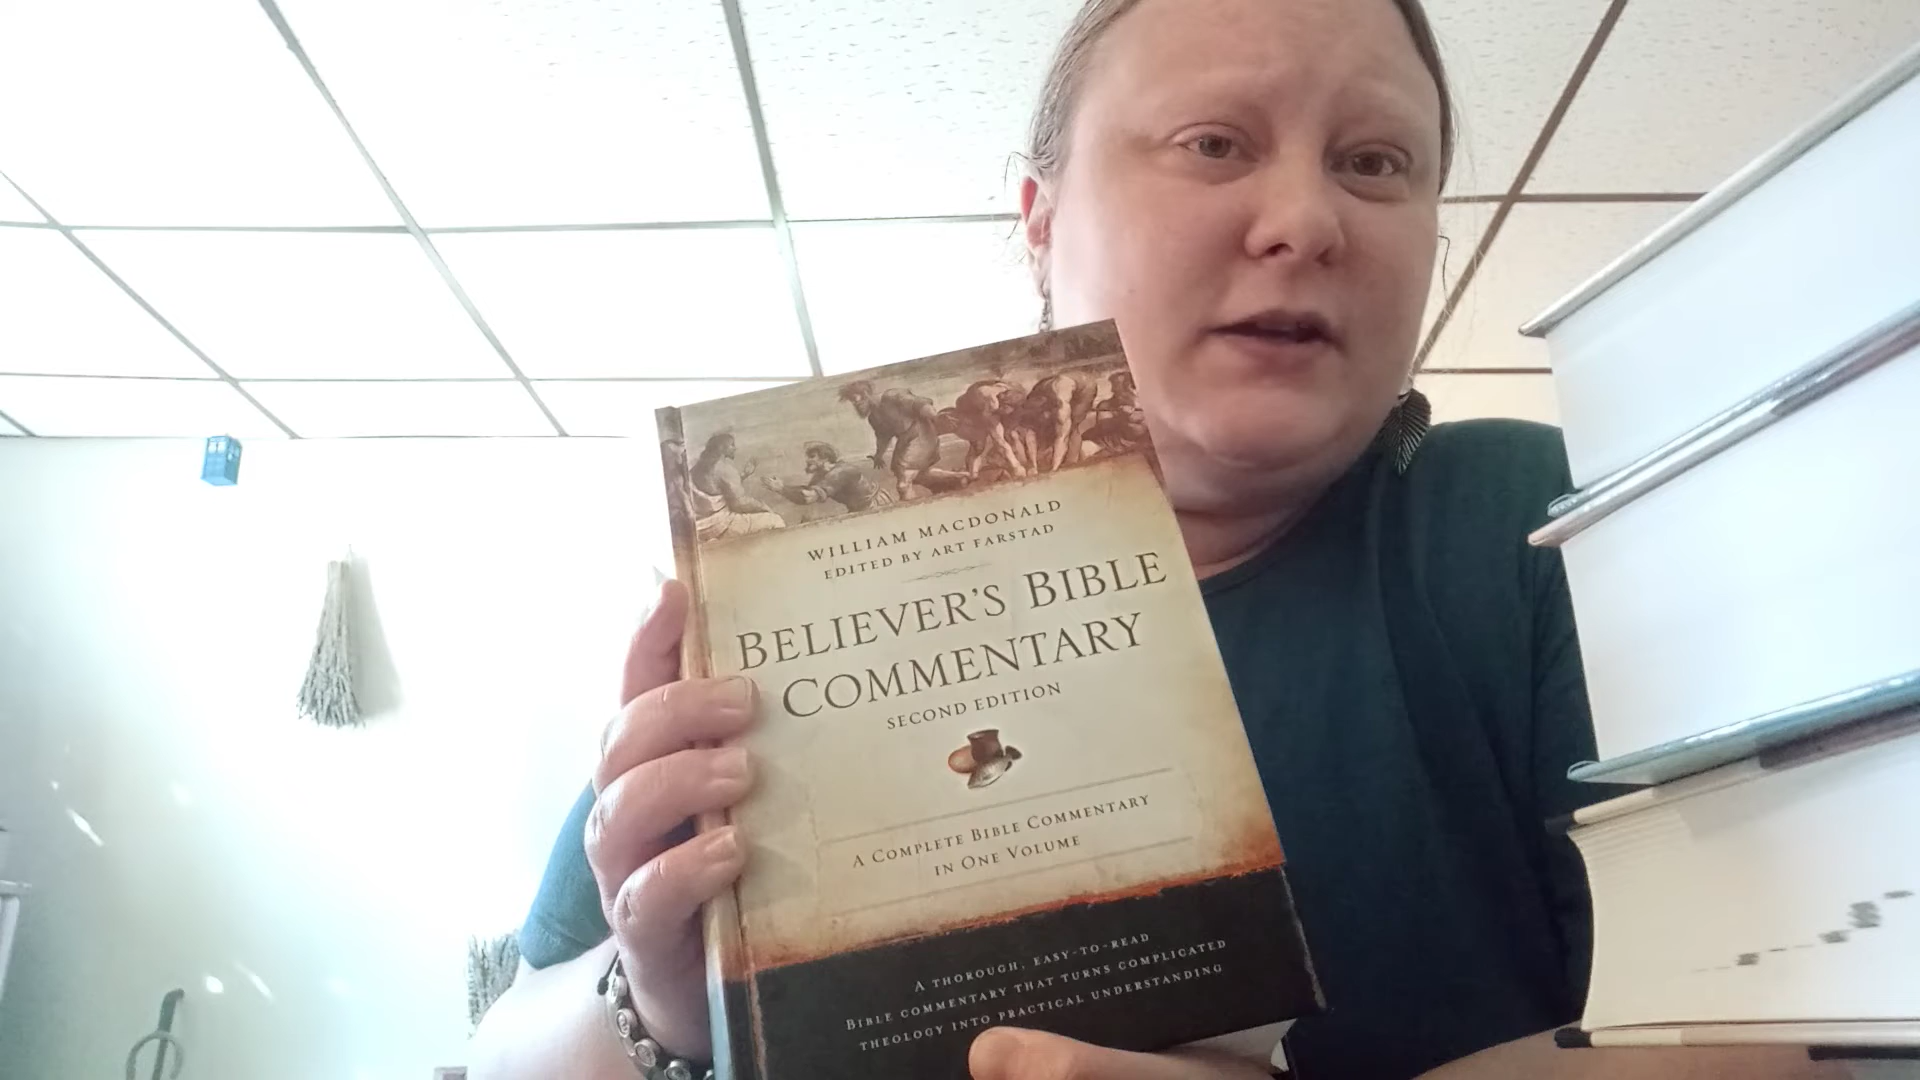 WILLIAM MACDONALD
EDITED BY ART FARSTAD
BELIEVER'S BIBLE
COMMENTARY
SECOND EDITION
A COMPLETE BIBLE COMMENTARY
IN ONE VOLUME
A THOROUGH, EASY-TO-READ
BIBLE COMMENTARY THAT TURNS COMPLICATED
THEOLOGY INTO PRACTICAL UNDERSTANDING